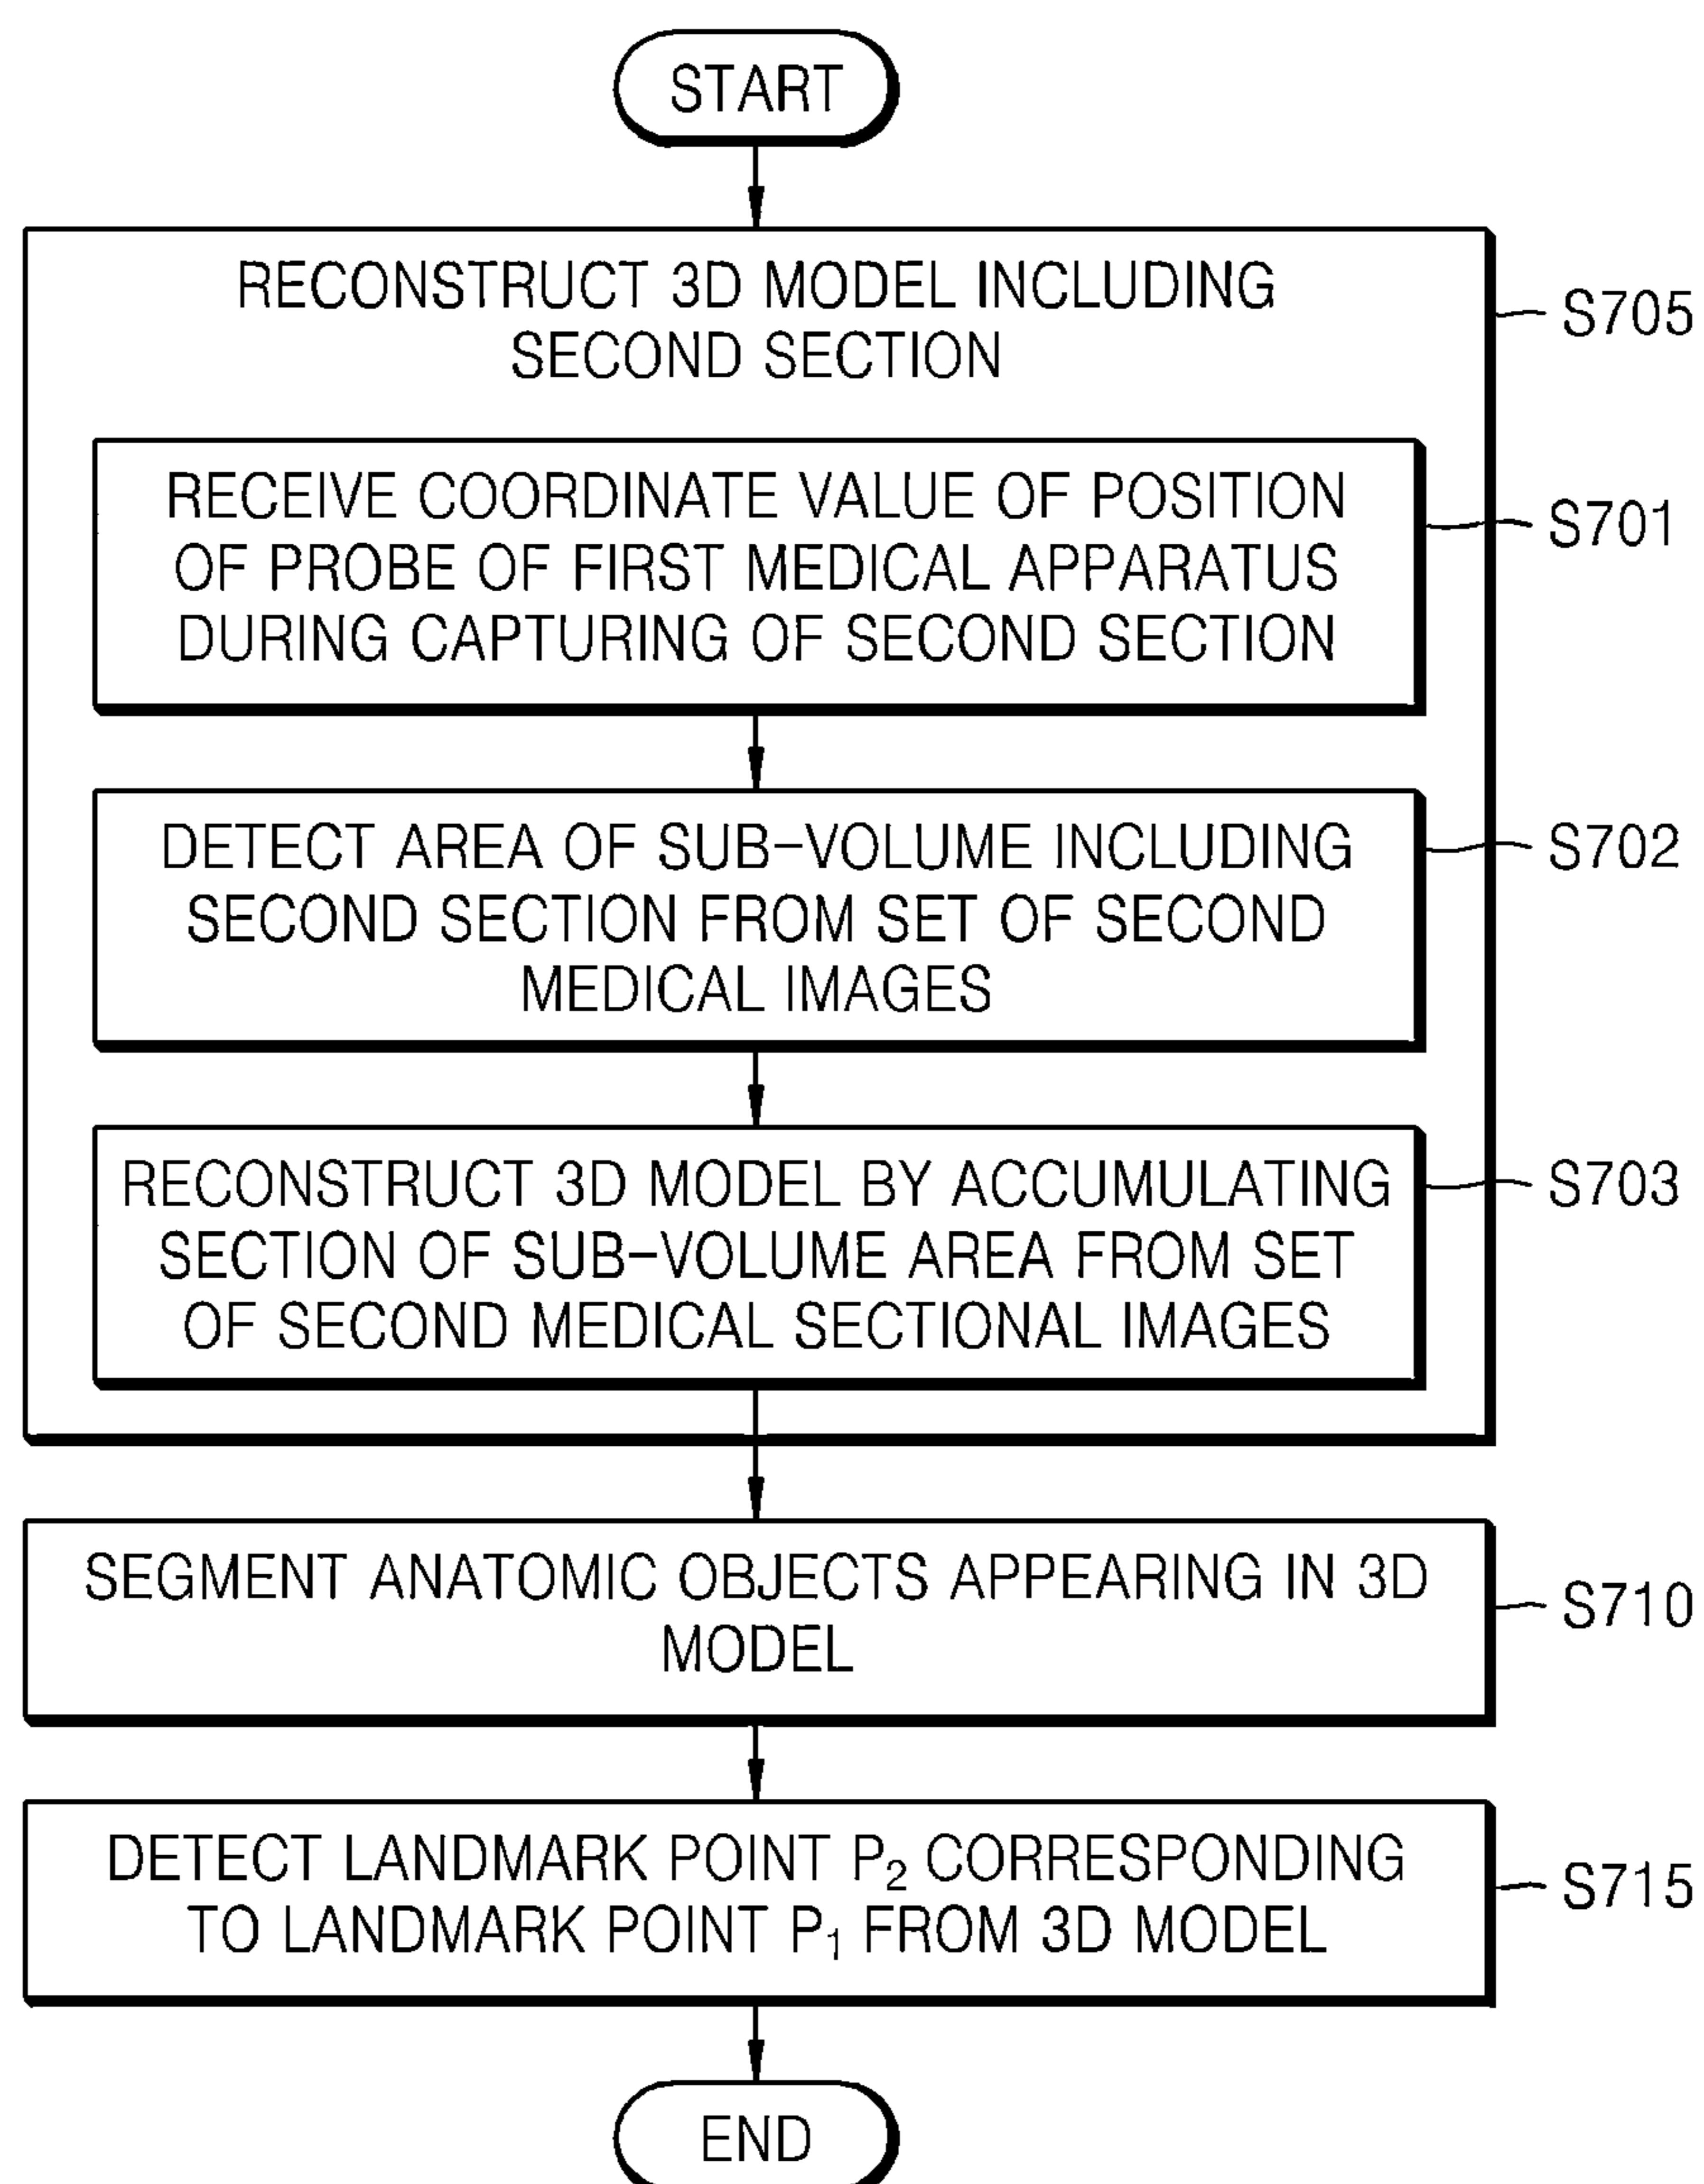 START
RECONSTRUCT 3D MODEL INCLUDING
SECOND SECTION
S705
RECEIVE COORDINATE VALUE OF POSITION
OF PROBE OF FIRST MEDICAL APPARATUS
DURING CAPTURING OF SECOND SECTION
S701
DETECT AREA OF SUB-VOLUME INCLUDING
SECOND SECTION FROM SET OF SECOND
MEDICAL IMAGES
S702
RECONSTRUCT 3D MODEL BY ACCUMULATING
SECTION OF SUB-VOLUME AREA FROM SET
OF SECOND MEDICAL SECTIONAL IMAGES
S703
SEGMENT ANATOMIC OBJECTS APPEARING IN 3D
MODEL
S710
DETECT LANDMARK POINT P₂ CORRESPONDING
TO LANDMARK POINT P₁ FROM 3D MODEL
S715
END